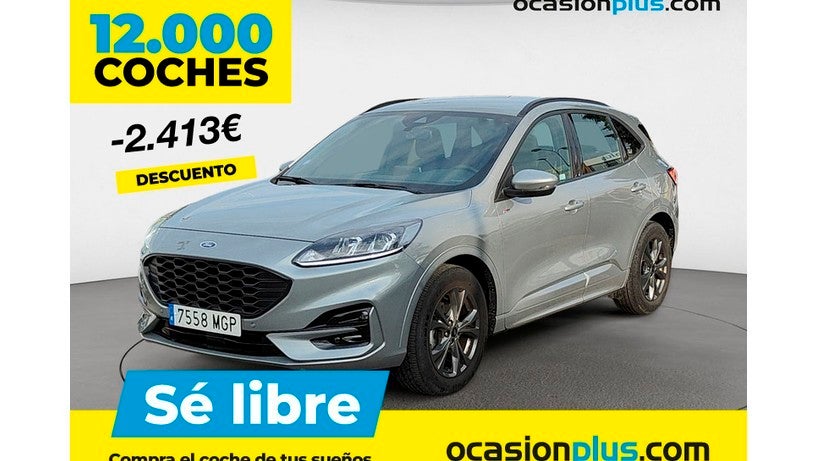 ocasionplus.com
12.000
COCHES
-2.413€
DESCUENTO
Ford
7558 MGP
Sé libre
Compra el coche de tus sueños
ocasionplus.com